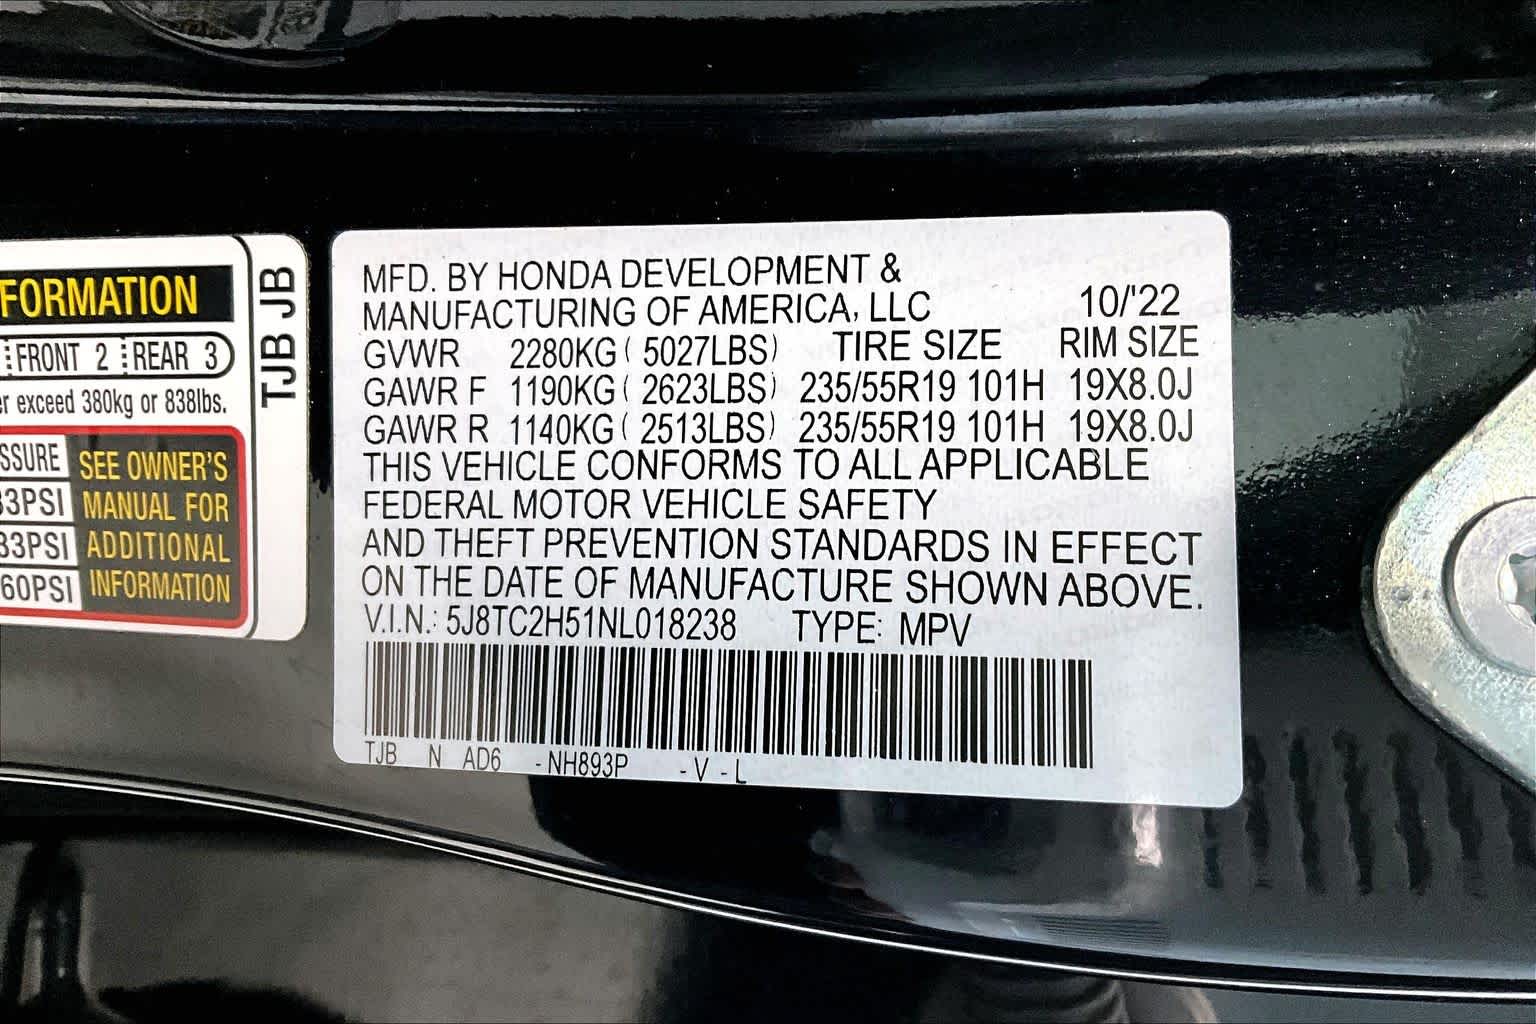 FORMATION
FRONT 2 REAR 3
er exceed 380kg or 838lbs.
SSURE
33PSI
33PSI
60PSI
SEE OWNER'S
MANUAL FOR
ADDITIONAL
INFORMATION
TJB JB
MFD. BY HONDA DEVELOPMENT &
MANUFACTURING OF AMERICA, LLC 10/'22
GVWR 2280KG ( 5027LBS) TIRE SIZE RIM SIZE
GAWR F 1190KG ( 2623LBS) 235/55R19 101H 19X8.0J
GAWR R 1140KG ( 2513LBS) 235/55R19 101H 19X8.0J
THIS VEHICLE CONFORMS TO ALL APPLICABLE
FEDERAL MOTOR VEHICLE SAFETY
AND THEFT PREVENTION STANDARDS IN EFFECT
ON THE DATE OF MANUFACTURE SHOWN ABOVE.
V.I.N.: 5J8TC2H51NL018238 TYPE: MPV
TJB N AD6 -NH893P -V -L